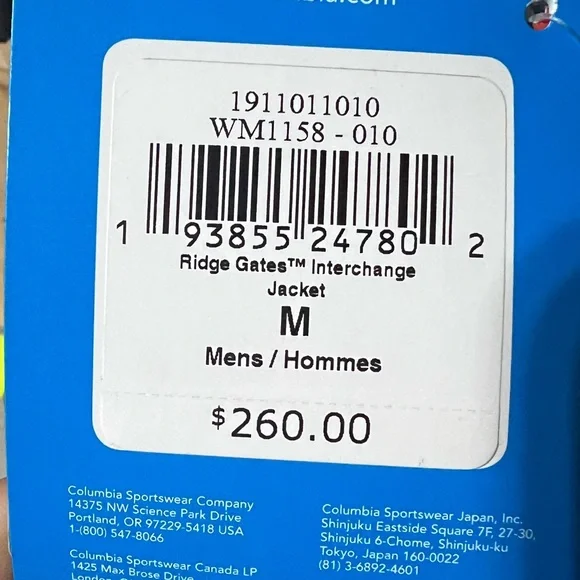 1911011010
WM1158 - 010
1 93855 24780 2
Ridge Gates™ Interchange
Jacket
M
Mens / Hommes
$260.00
Columbia Sportswear Company
14375 NW Science Park Drive
Portland, OR 97229-5418 USA
1-(800) 547-8066
Columbia Sportswear Canada LP
1425 Max Brose Drive
Columbia Sportswear Japan, Inc.
Shinjuku Eastside Square 7F, 27-30,
Shinjuku 6-Chome, Shinjuku-ku
Tokyo, Japan 160-0022
(81) 3-6892-4601